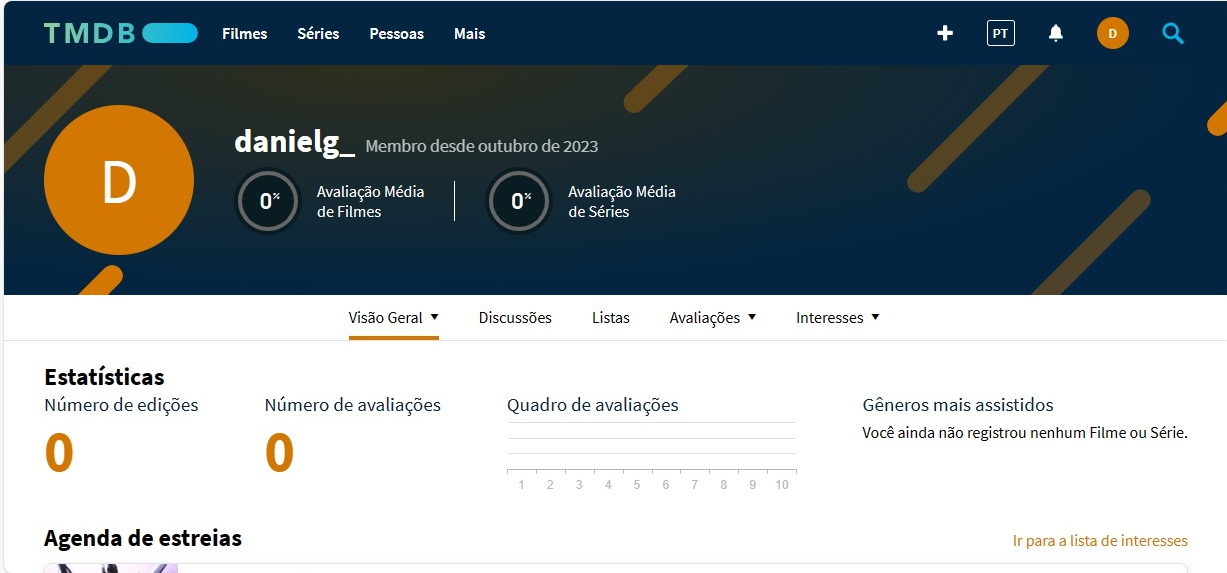 TMDB Filmes Séries Pessoas Mais PT D
D
danielg_ Membro desde outubro de 2023
0% Avaliação Média de Filmes
0% Avaliação Média de Séries
Visão Geral Discussões Listas Avaliações Interesses
Estatísticas
Número de edições
0
Número de avaliações
0
Quadro de avaliações
1 2 3 4 5 6 7 8 9 10
Gêneros mais assistidos
Você ainda não registrou nenhum Filme ou Série.
Agenda de estreias
Ir para a lista de interesses